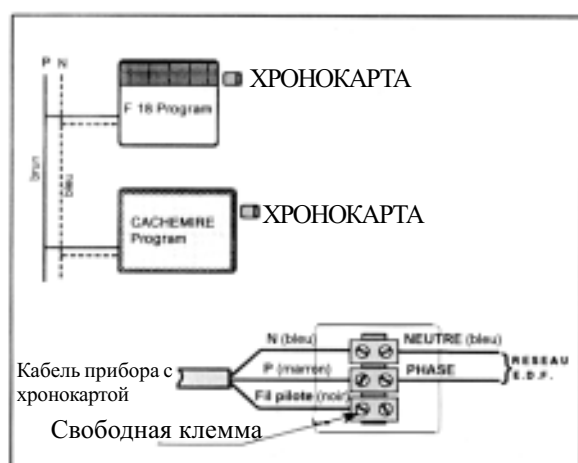 P N
ХРОНОКАРТА
F 18 Program
brun
bleu
ХРОНОКАРТА
CACHEMIRE
Program
N (bleu)
NEUTRE (bleu)
Кабель прибора с
хронокартой
P (marron)
PHASE
RESEAU
E.D.F.
Fil pilote (noir)
Свободная клемма